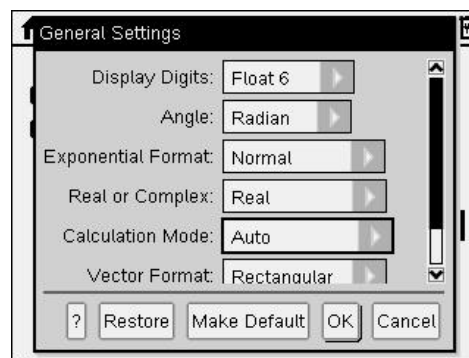 General Settings
Display Digits: Float 6
Angle: Radian
Exponential Format: Normal
Real or Complex: Real
Calculation Mode: Auto
Vector Format: Rectangular
? Restore Make Default OK Cancel